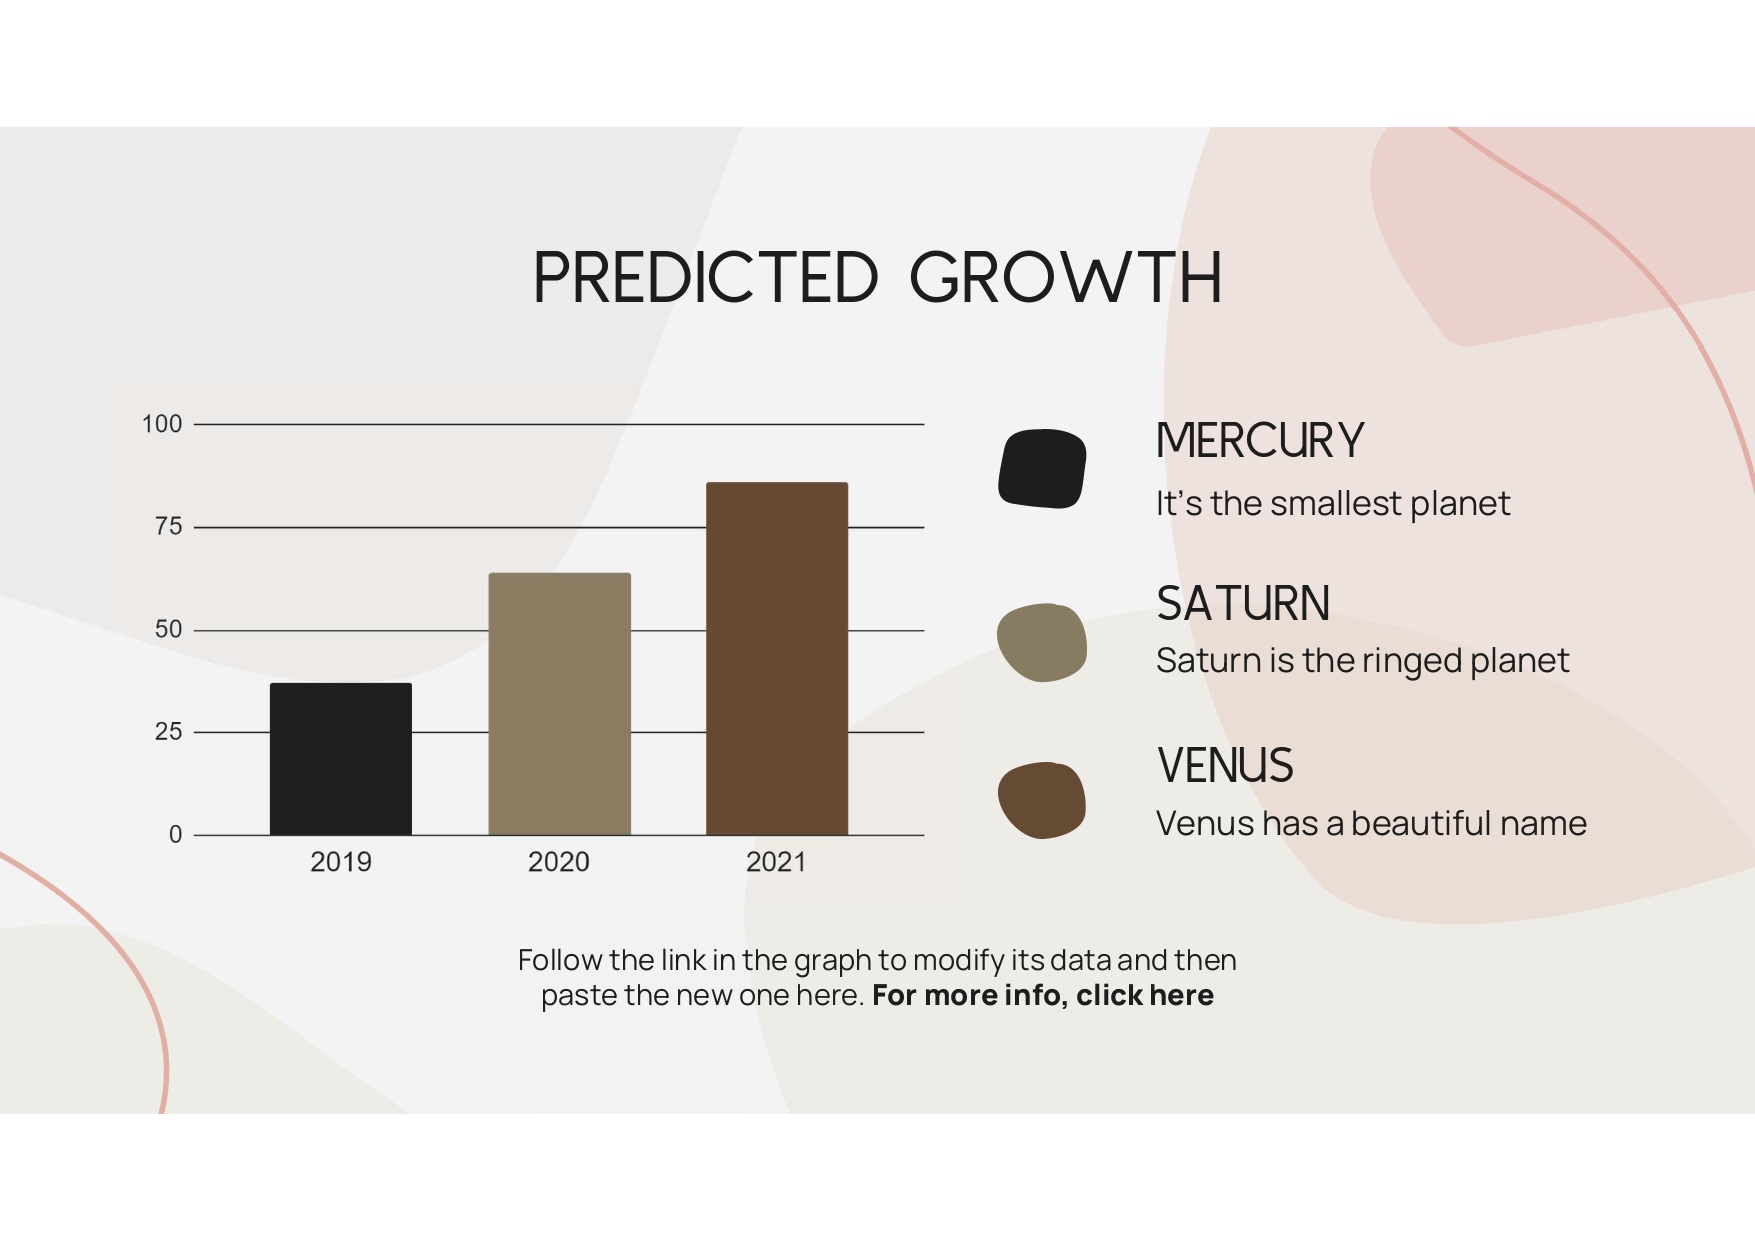 PREDICTED GROWTH
100
75
50
25
0
2019 2020 2021
MERCURY
It’s the smallest planet
SATURN
Saturn is the ringed planet
VENUS
Venus has a beautiful name
Follow the link in the graph to modify its data and then
paste the new one here. For more info, click here